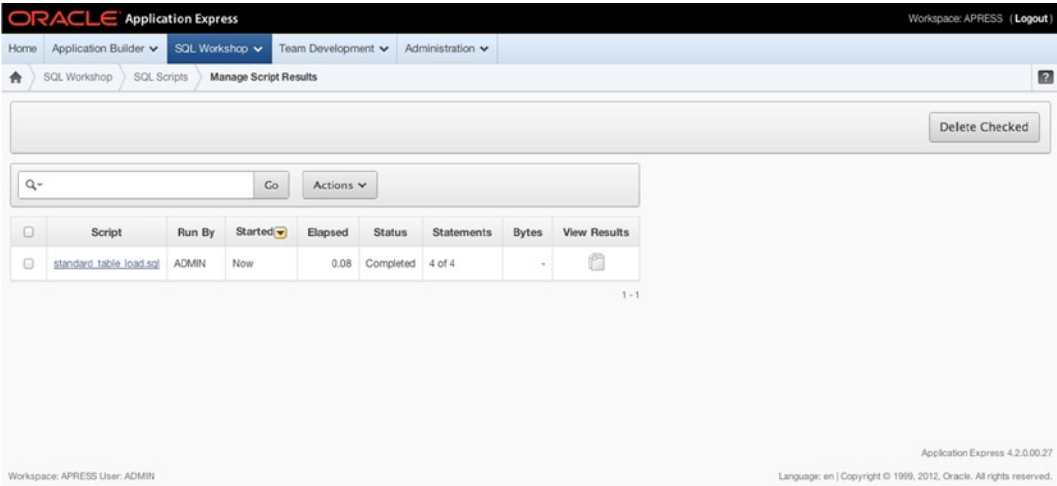 ORACLE Application Express
Workspace: APRESS (Logout)
Home Application Builder SQL Workshop Team Development Administration
SQL Workshop SQL Scripts Manage Script Results ?
Delete Checked
Go Actions
Script Run By Started Elapsed Status Statements Bytes View Results
standard_table_load.sql ADMIN Now 0.08 Completed 4 of 4 -
1 - 1
Application Express 4.2.0.00.27
Workspace: APRESS User: ADMIN
Language: en | Copyright © 1999, 2012, Oracle. All rights reserved.